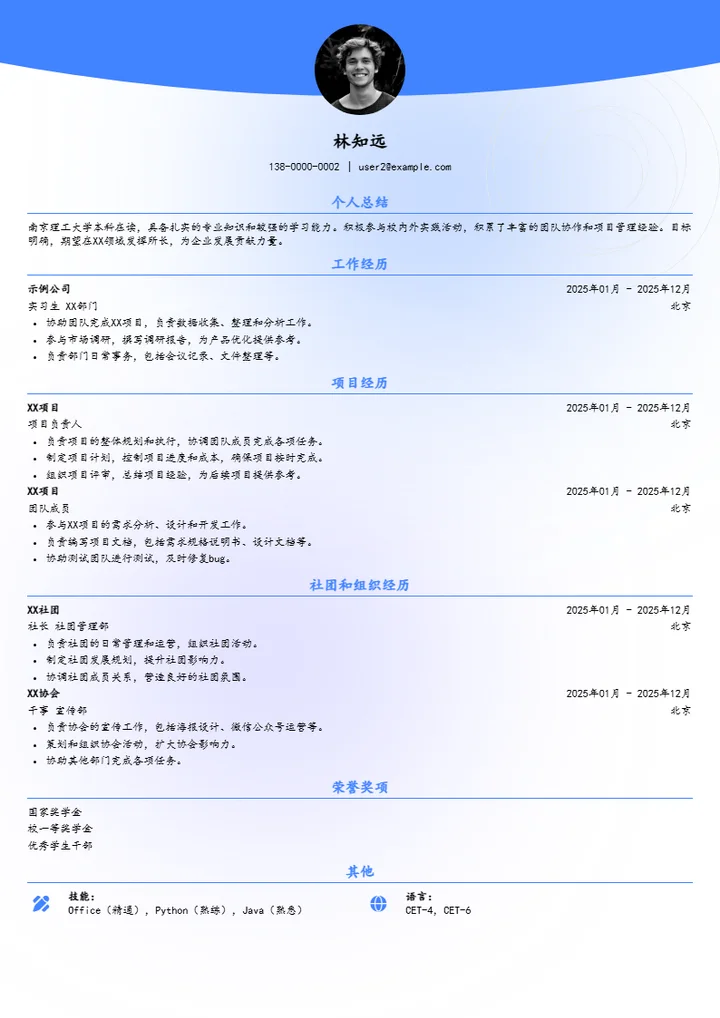 林知远
138-0000-0002 | user2@example.com
个人总结
南京理工大学本科在读，具备扎实的专业知识和较强的学习能力。积极参与校内外实践活动，积累了丰富的团队协作和项目管理经验。目标
明确，期望在XX领域发挥所长，为企业发展贡献力量。
工作经历
示例公司 2025年01月 - 2025年12月
实习生 XX部门 北京
• 协助团队完成XX项目，负责数据收集、整理和分析工作。
• 参与市场调研，撰写调研报告，为产品优化提供参考。
• 负责部门日常事务，包括会议记录、文件整理等。
项目经历
XX项目 2025年01月 - 2025年12月
项目负责人 北京
• 负责项目的整体规划和执行，协调团队成员完成各项任务。
• 制定项目计划，控制项目进度和成本，确保项目按时完成。
• 组织项目评审，总结项目经验，为后续项目提供参考。
XX项目 2025年01月 - 2025年12月
团队成员 北京
• 参与XX项目的需求分析、设计和开发工作。
• 负责编写项目文档，包括需求规格说明书、设计文档等。
• 协助测试团队进行测试，及时修复bug。
社团和组织经历
XX社团 2025年01月 - 2025年12月
社长 社团管理部 北京
• 负责社团的日常管理和运营，组织社团活动。
• 制定社团发展规划，提升社团影响力。
• 协调社团成员关系，营造良好的社团氛围。
XX协会 2025年01月 - 2025年12月
干事 宣传部 北京
• 负责协会的宣传工作，包括海报设计、微信公众号运营等。
• 策划和组织协会活动，扩大协会影响力。
• 协助其他部门完成各项任务。
荣誉奖项
国家奖学金
校一等奖学金
优秀学生干部
其他
技能： 语言：
Office（精通）, Python（熟练）, Java（熟悉） CET-4, CET-6